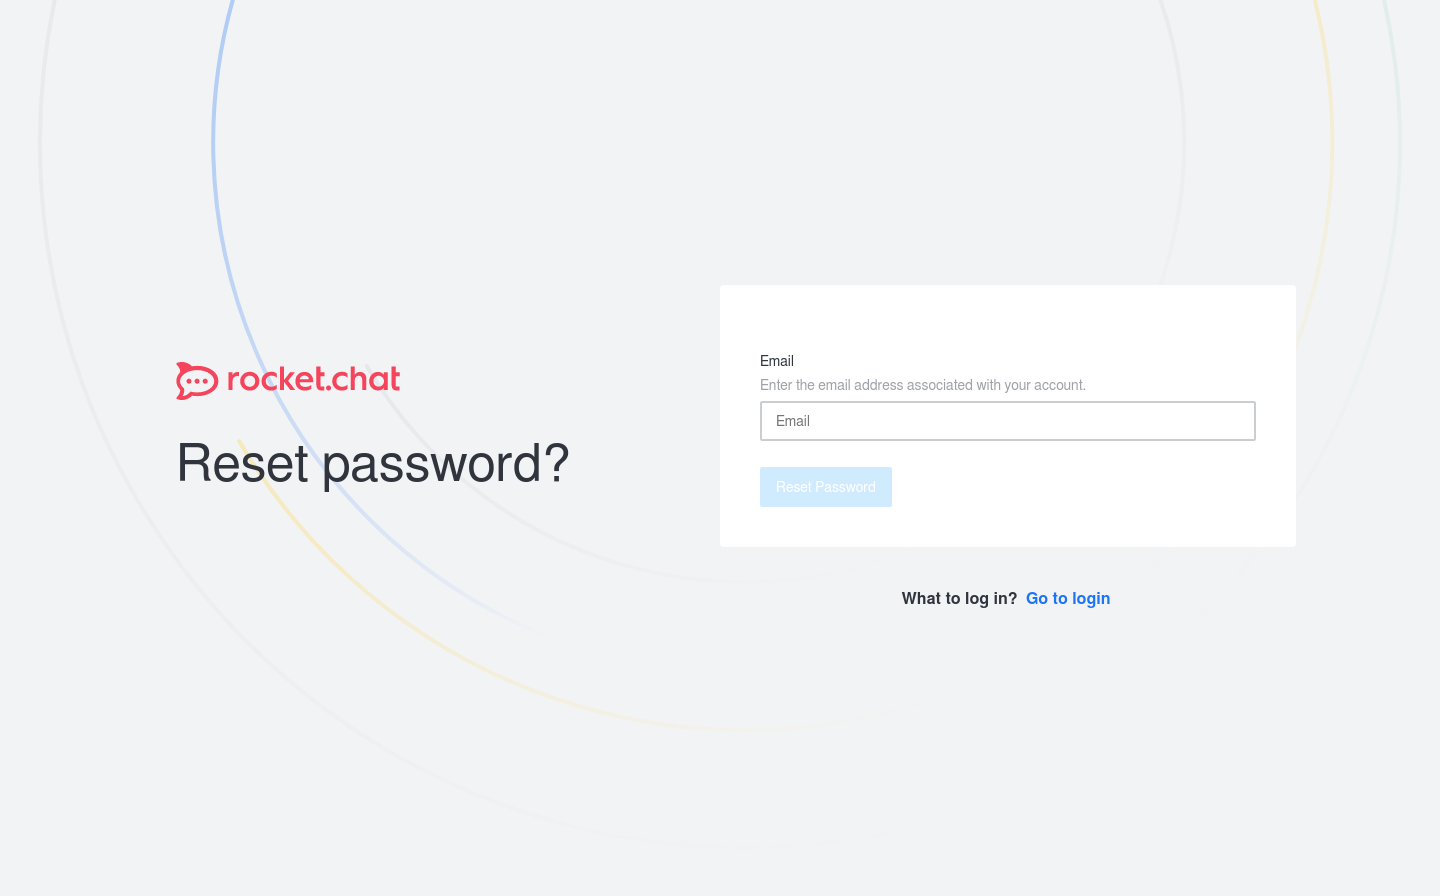 rocket.chat
Reset password?
Email
Enter the email address associated with your account.
Email
Reset Password
What to log in? Go to login